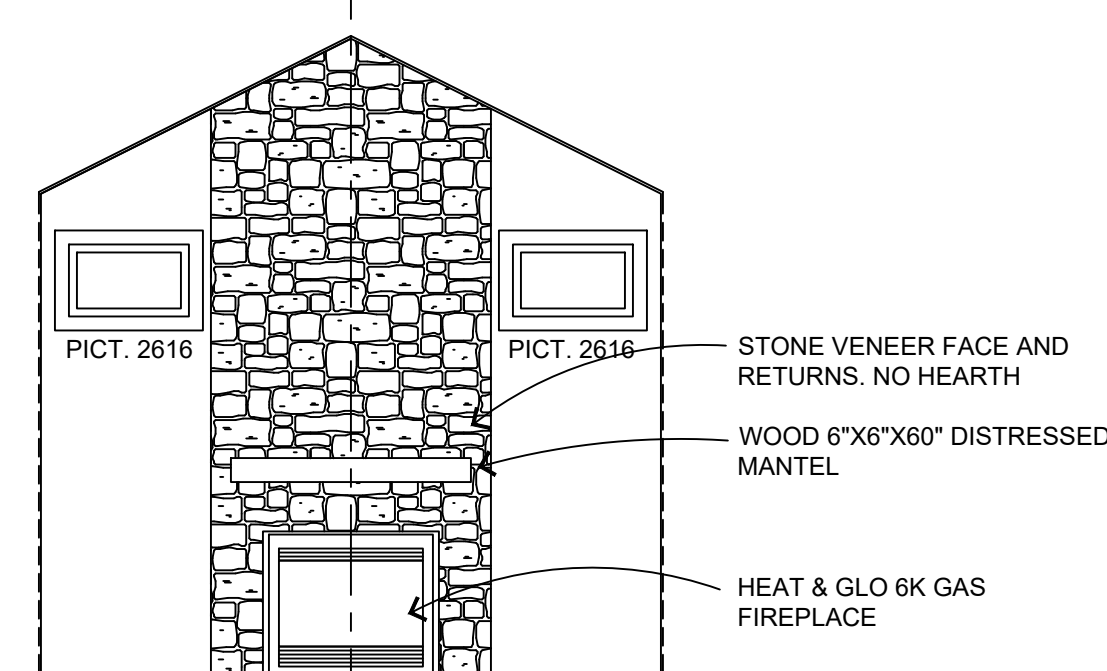 PICT. 2616
PICT. 2616
STONE VENEER FACE AND
RETURNS. NO HEARTH
WOOD 6"X6"X60" DISTRESSED
MANTEL
HEAT & GLO 6K GAS
FIREPLACE